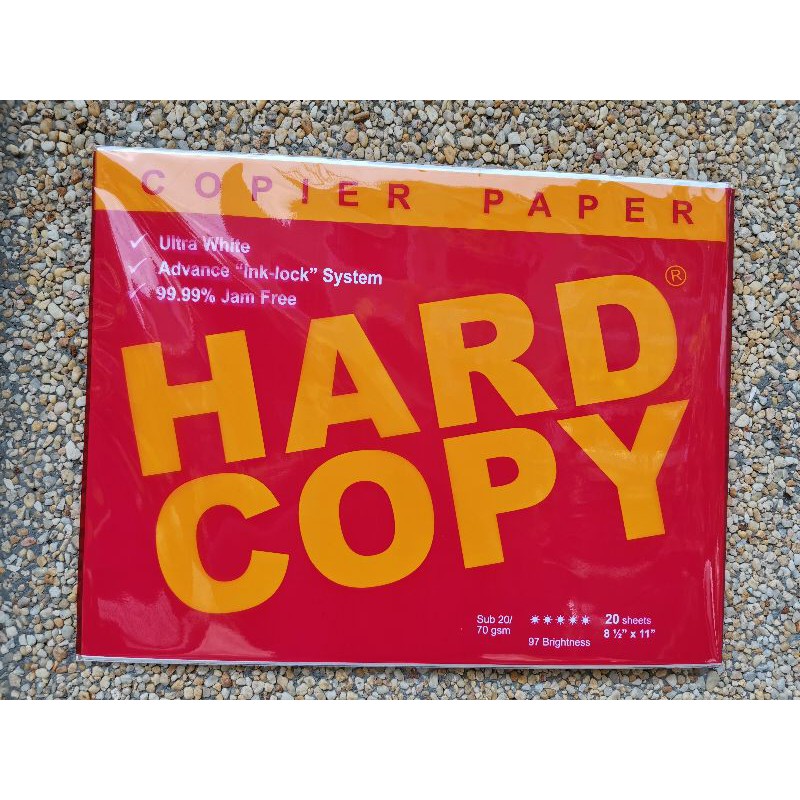 COPIER PAPER
✓ Ultra White
✓ Advance "ink-lock" System
✓ 99.99% Jam Free
HARD®
COPY
Sub 20/
70 gsm
97 Brightness
20 sheets
8 ½" x 11"